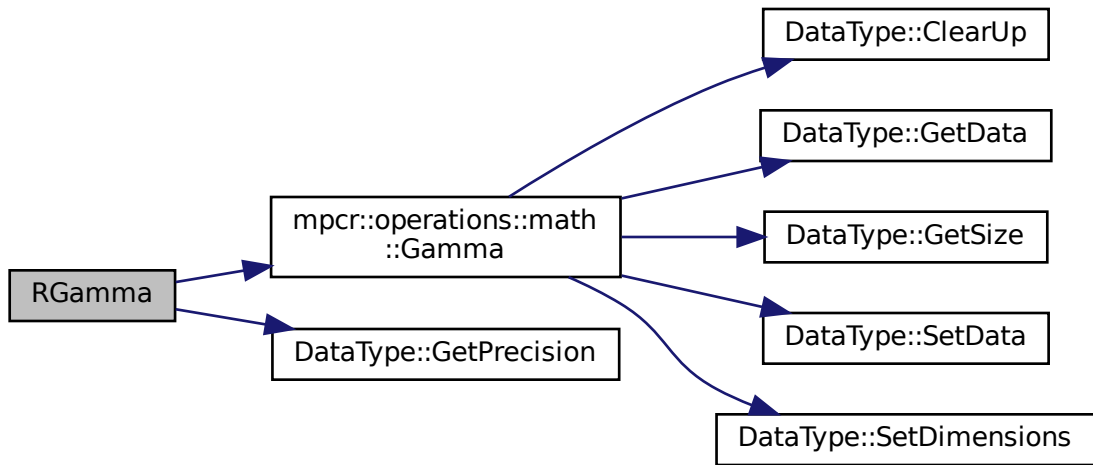 RGamma
mpcr::operations::math
::Gamma
DataType::GetPrecision
DataType::ClearUp
DataType::GetData
DataType::GetSize
DataType::SetData
DataType::SetDimensions